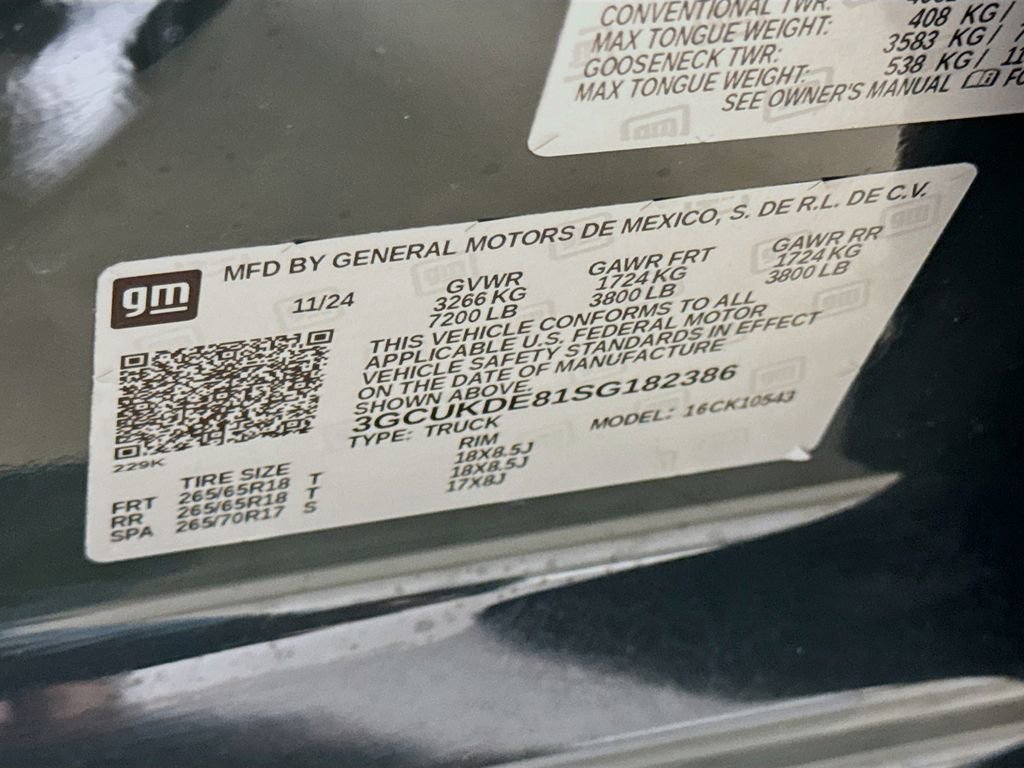 CONVENTIONAL TWR:
MAX TONGUE WEIGHT: 408 KG/
GOOSENECK TWR: 3583 KG/
MAX TONGUE WEIGHT: 538 KG/
SEE OWNER'S MANUAL
gm
MFD BY GENERAL MOTORS DE MEXICO, S. DE R.L. DE C.V.
11/24 GVWR GAWR FRT GAWR RR
3266 KG 1724 KG 1724 KG
7200 LB 3800 LB 3800 LB
THIS VEHICLE CONFORMS TO ALL
APPLICABLE U.S. FEDERAL MOTOR
VEHICLE SAFETY STANDARDS IN EFFECT
ON THE DATE OF MANUFACTURE
SHOWN ABOVE.
3GCUKDE81SG182386
TYPE: TRUCK MODEL: 16CK10543
229K
TIRE SIZE RIM
FRT 265/65R18 T 18X8.5J
RR 265/65R18 T 18X8.5J
SPA 265/70R17 S 17X8J